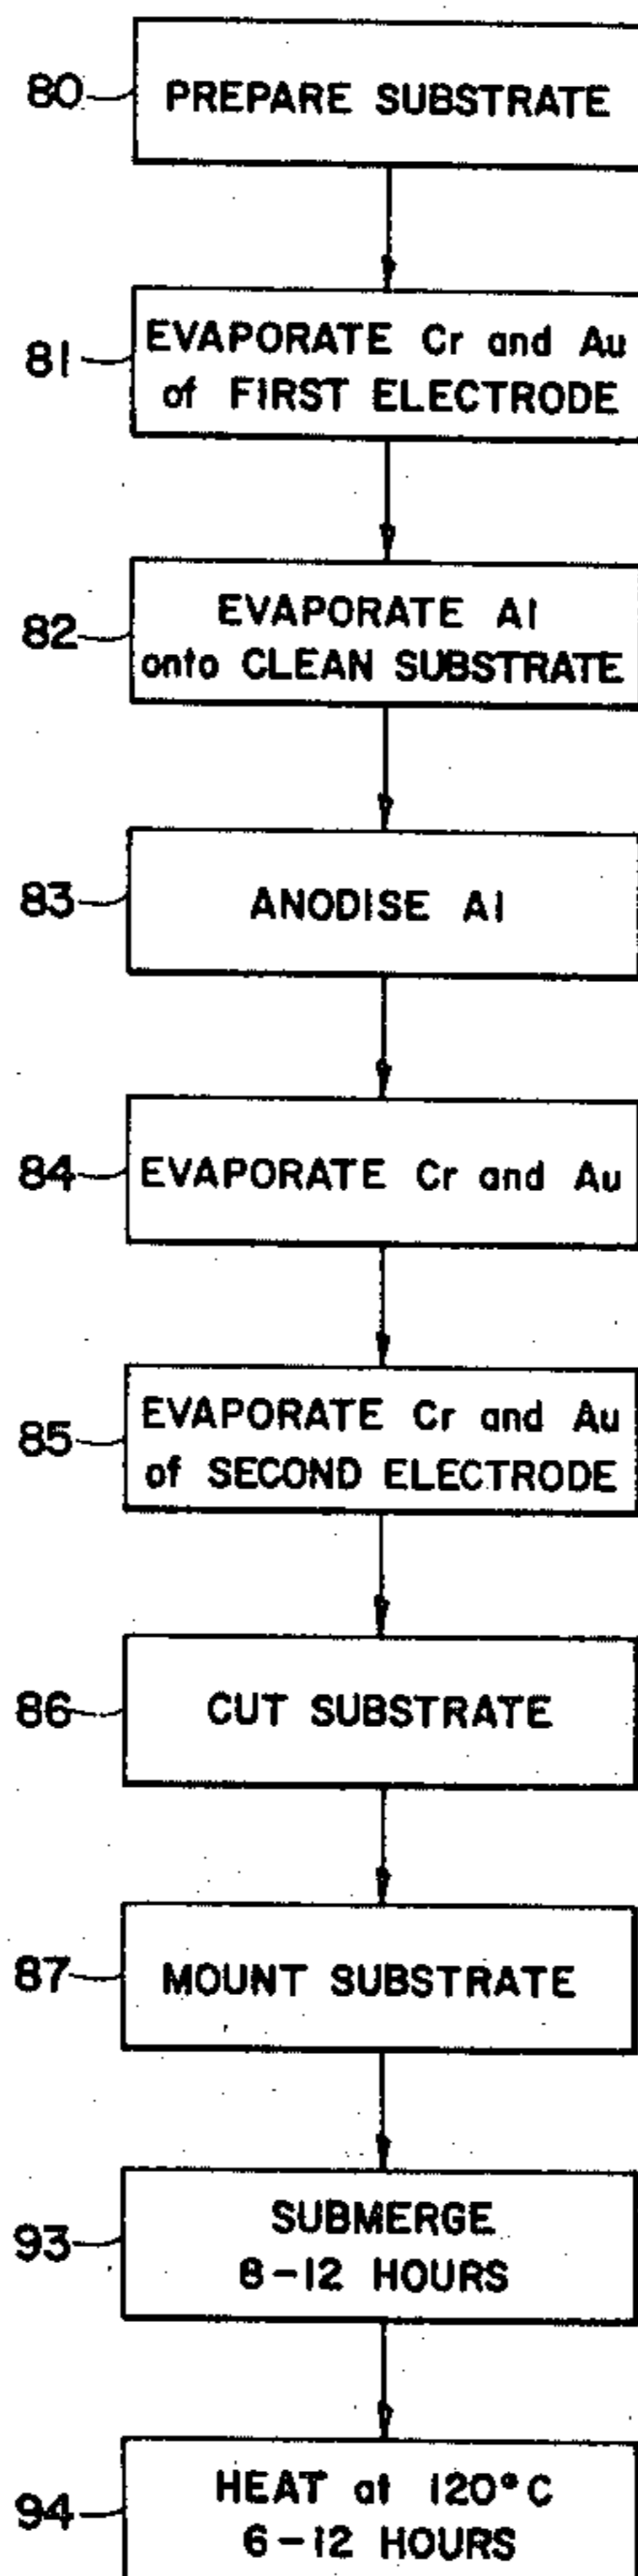 80
PREPARE SUBSTRATE
81
EVAPORATE Cr and Au
of FIRST ELECTRODE
82
EVAPORATE Al
onto CLEAN SUBSTRATE
83
ANODISE Al
84
EVAPORATE Cr and Au
85
EVAPORATE Cr and Au
of SECOND ELECTRODE
86
CUT SUBSTRATE
87
MOUNT SUBSTRATE
93
SUBMERGE
8-12 HOURS
94
HEAT at 120°C
6-12 HOURS